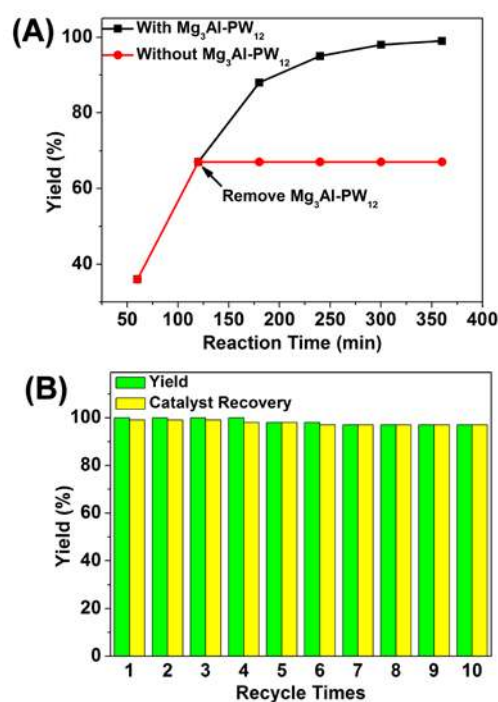 (A)
With Mg₃Al-PW₁₂
Without Mg₃Al-PW₁₂
100
80
60
40
Yield (%)
Remove Mg₃Al-PW₁₂
50 100 150 200 250 300 350 400
Reaction Time (min)
(B)
Yield
Catalyst Recovery
100
80
60
40
20
0
Yield (%)
1 2 3 4 5 6 7 8 9 10
Recycle Times